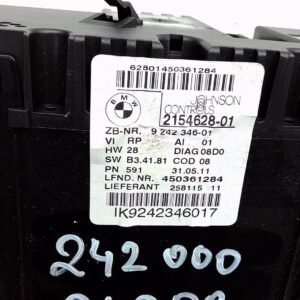 62801450361284
BMW
JOHNSON
CONTROLS
2154628-01
ZB-NR. 9 242 346-01
VI RP AI 01
HW 28 DIAG 08D0
SW B3.41.81 COD 08
PN 591 31.05.11
LFND. NR. 450361284
LIEFERANT 258115 11
IK9242346017
242 000